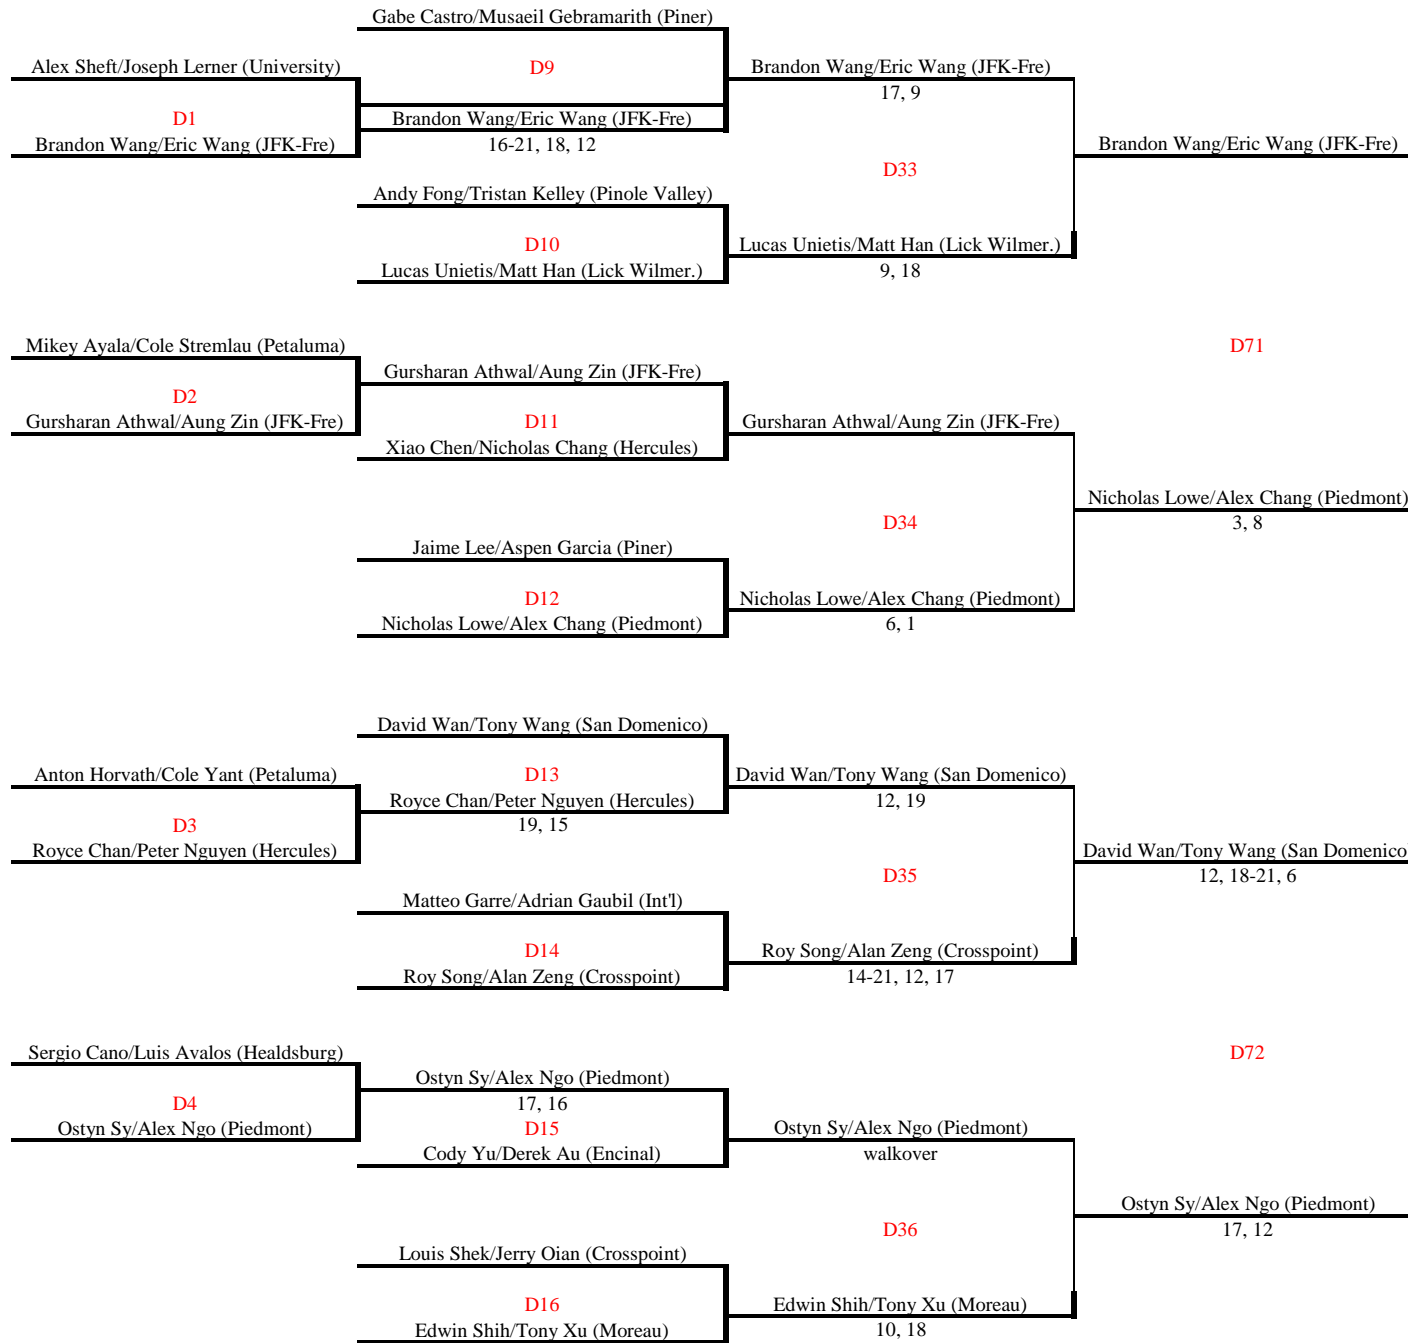 Gabe Castro/Musaeil Gebramarith (Piner)
Alex Sheft/Joseph Lerner (University)
D9
Brandon Wang/Eric Wang (JFK-Fre)
17, 9
D1
Brandon Wang/Eric Wang (JFK-Fre)
Brandon Wang/Eric Wang (JFK-Fre)
16-21, 18, 12
Brandon Wang/Eric Wang (JFK-Fre)
D33
Andy Fong/Tristan Kelley (Pinole Valley)
D10
Lucas Unietis/Matt Han (Lick Wilmer.)
Lucas Unietis/Matt Han (Lick Wilmer.)
9, 18
Mikey Ayala/Cole Stremlau (Petaluma)
D71
Gursharan Athwal/Aung Zin (JFK-Fre)
D2
Gursharan Athwal/Aung Zin (JFK-Fre)
D11
Gursharan Athwal/Aung Zin (JFK-Fre)
Xiao Chen/Nicholas Chang (Hercules)
Nicholas Lowe/Alex Chang (Piedmont)
3, 8
D34
Jaime Lee/Aspen Garcia (Piner)
D12
Nicholas Lowe/Alex Chang (Piedmont)
Nicholas Lowe/Alex Chang (Piedmont)
6, 1
David Wan/Tony Wang (San Domenico)
Anton Horvath/Cole Yant (Petaluma)
D13
David Wan/Tony Wang (San Domenico)
12, 19
Royce Chan/Peter Nguyen (Hercules)
19, 15
D3
Royce Chan/Peter Nguyen (Hercules)
David Wan/Tony Wang (San Domenico
12, 18-21, 6
D35
Matteo Garre/Adrian Gaubil (Int'l)
D14
Roy Song/Alan Zeng (Crosspoint)
Roy Song/Alan Zeng (Crosspoint)
14-21, 12, 17
Sergio Cano/Luis Avalos (Healdsburg)
D72
Ostyn Sy/Alex Ngo (Piedmont)
17, 16
D4
Ostyn Sy/Alex Ngo (Piedmont)
D15
Ostyn Sy/Alex Ngo (Piedmont)
walkover
Cody Yu/Derek Au (Encinal)
Ostyn Sy/Alex Ngo (Piedmont)
17, 12
D36
Louis Shek/Jerry Oian (Crosspoint)
D16
Edwin Shih/Tony Xu (Moreau)
Edwin Shih/Tony Xu (Moreau)
10, 18